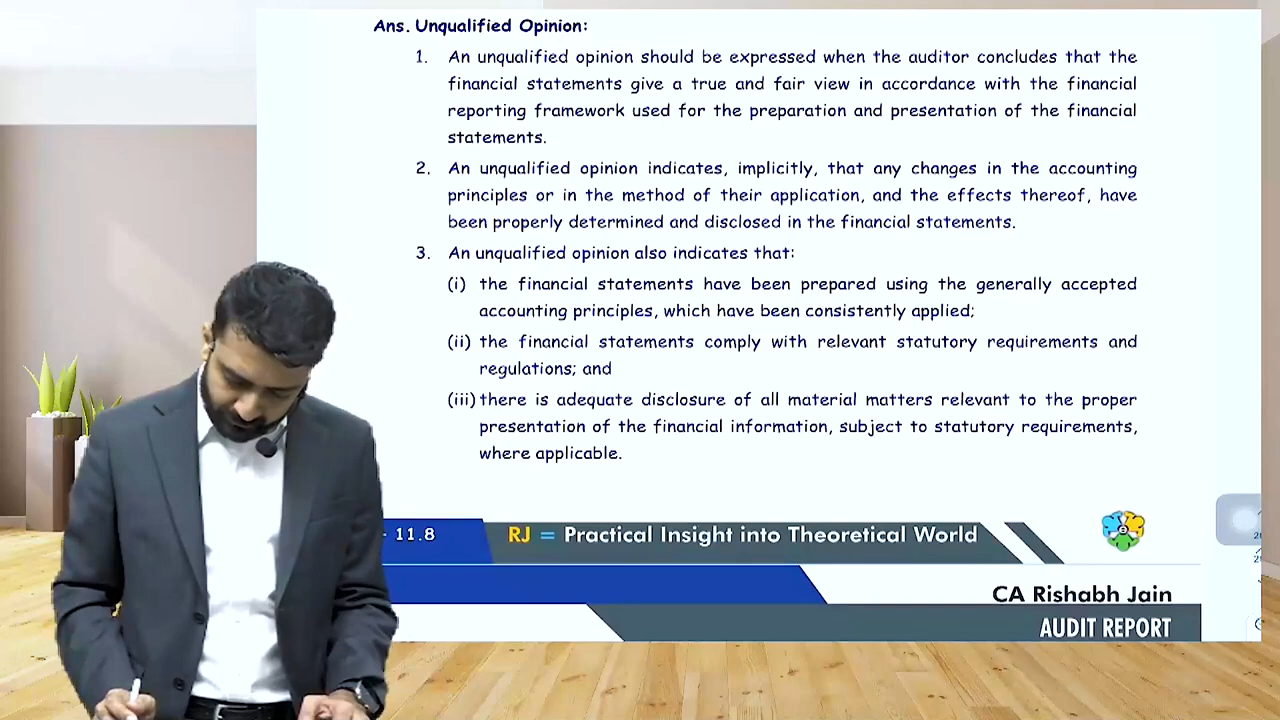 Ans. Unqualified Opinion:
1. An unqualified opinion should be expressed when the auditor concludes that the
financial statements give a true and fair view in accordance with the financial
reporting framework used for the preparation and presentation of the financial
statements.
2. An unqualified opinion indicates, implicitly, that any changes in the accounting
principles or in the method of their application, and the effects thereof, have
been properly determined and disclosed in the financial statements.
3. An unqualified opinion also indicates that:
(i) the financial statements have been prepared using the generally accepted
accounting principles, which have been consistently applied;
(ii) the financial statements comply with relevant statutory requirements and
regulations; and
(iii) there is adequate disclosure of all material matters relevant to the proper
presentation of the financial information, subject to statutory requirements,
where applicable.
- 11.8 RJ = Practical Insight into Theoretical World
CA Rishabh Jain
AUDIT REPORT